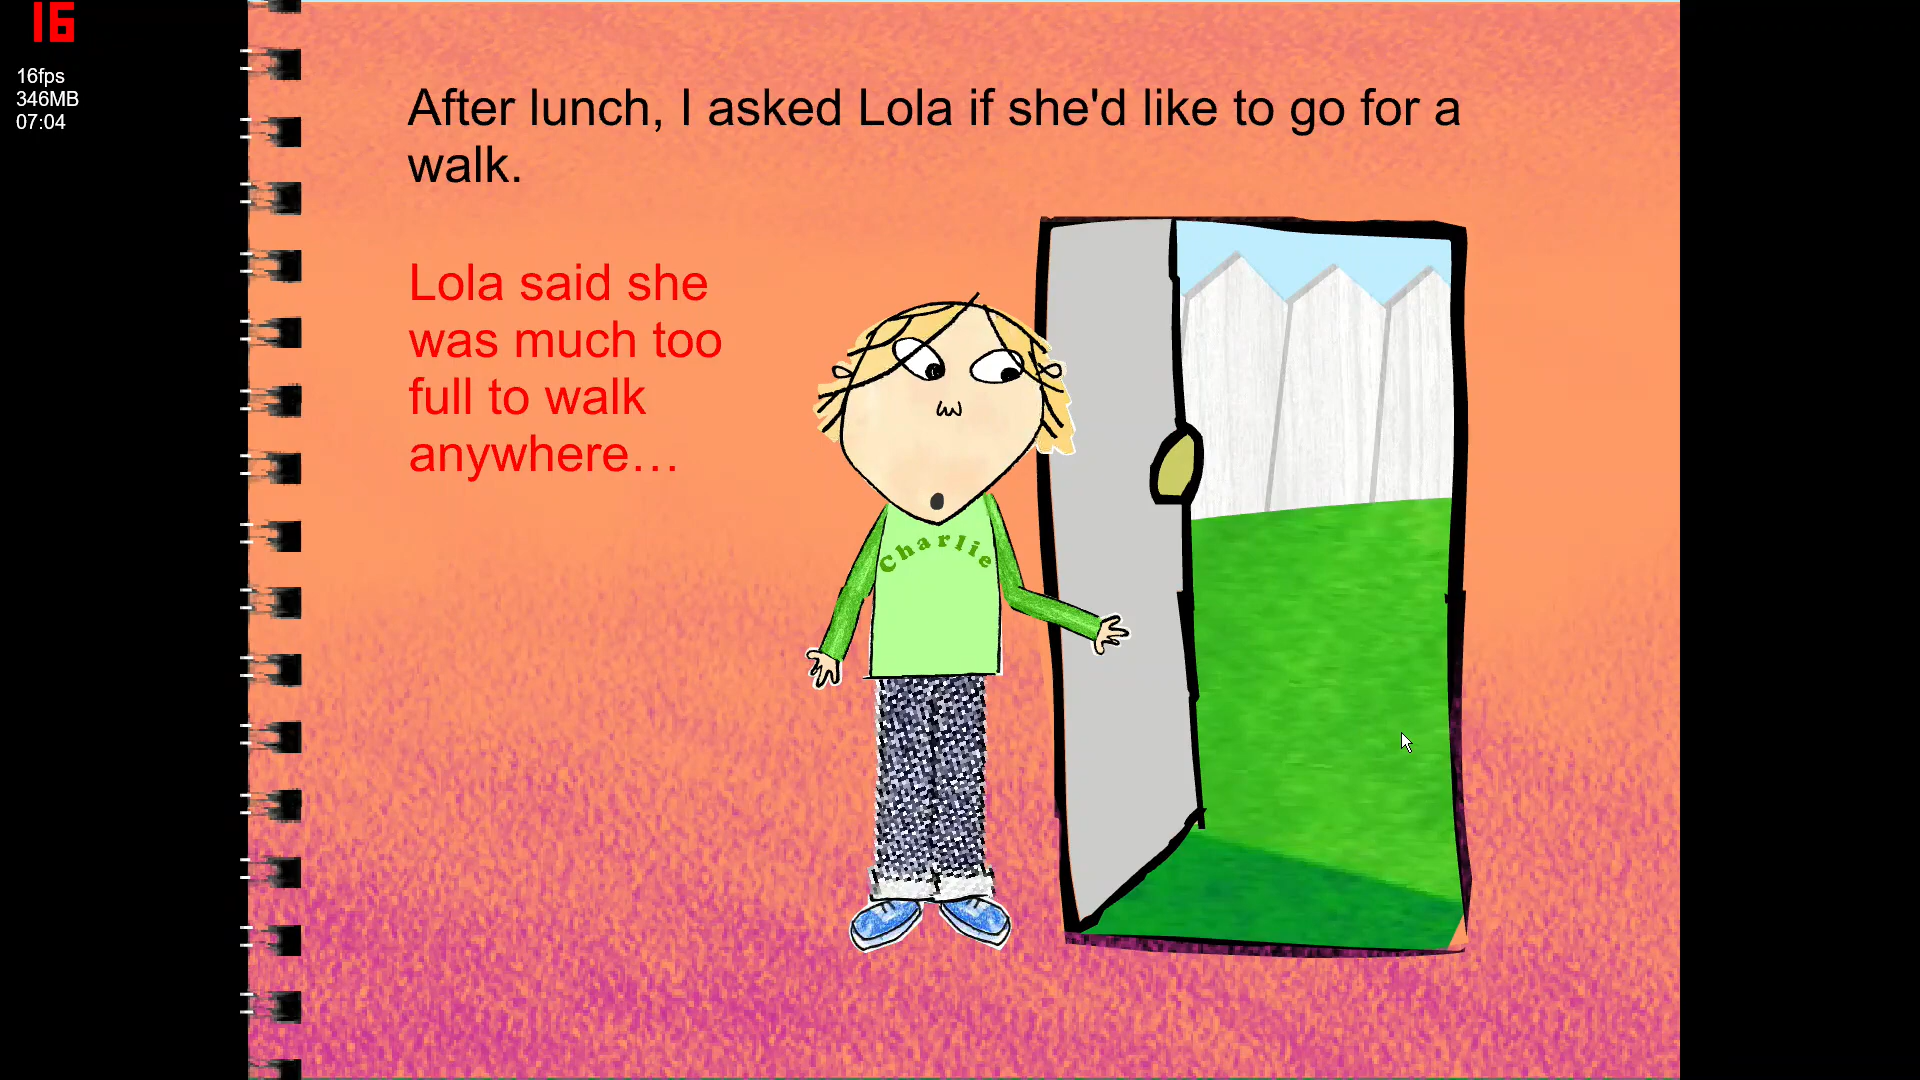 16
16fps
346MB
07:04
After lunch, I asked Lola if she'd like to go for a
walk.
Lola said she
was much too
full to walk
anywhere…
Charlie